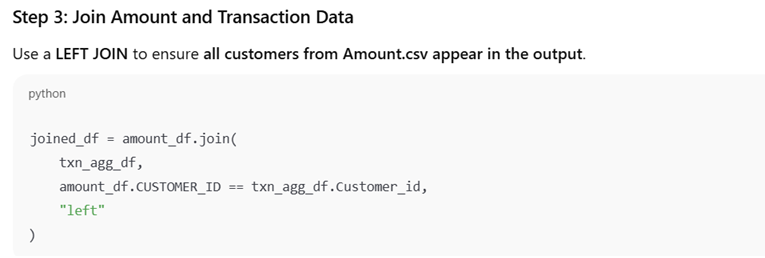 Step 3: Join Amount and Transaction Data
Use a LEFT JOIN to ensure all customers from Amount.csv appear in the output.
python
joined_df = amount_df.join(
    txn_agg_df,
    amount_df.CUSTOMER_ID == txn_agg_df.Customer_id,
    "left"
)